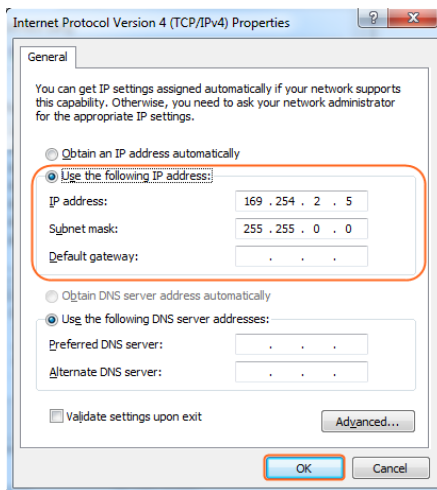 Internet Protocol Version 4 (TCP/IPv4) Properties
General
You can get IP settings assigned automatically if your network supports
this capability. Otherwise, you need to ask your network administrator
for the appropriate IP settings.
Obtain an IP address automatically
Use the following IP address:
IP address: 169 . 254 . 2 . 5
Subnet mask: 255 . 255 . 0 . 0
Default gateway: . . .
Obtain DNS server address automatically
Use the following DNS server addresses:
Preferred DNS server: . . .
Alternate DNS server: . . .
Validate settings upon exit
Advanced...
OK Cancel